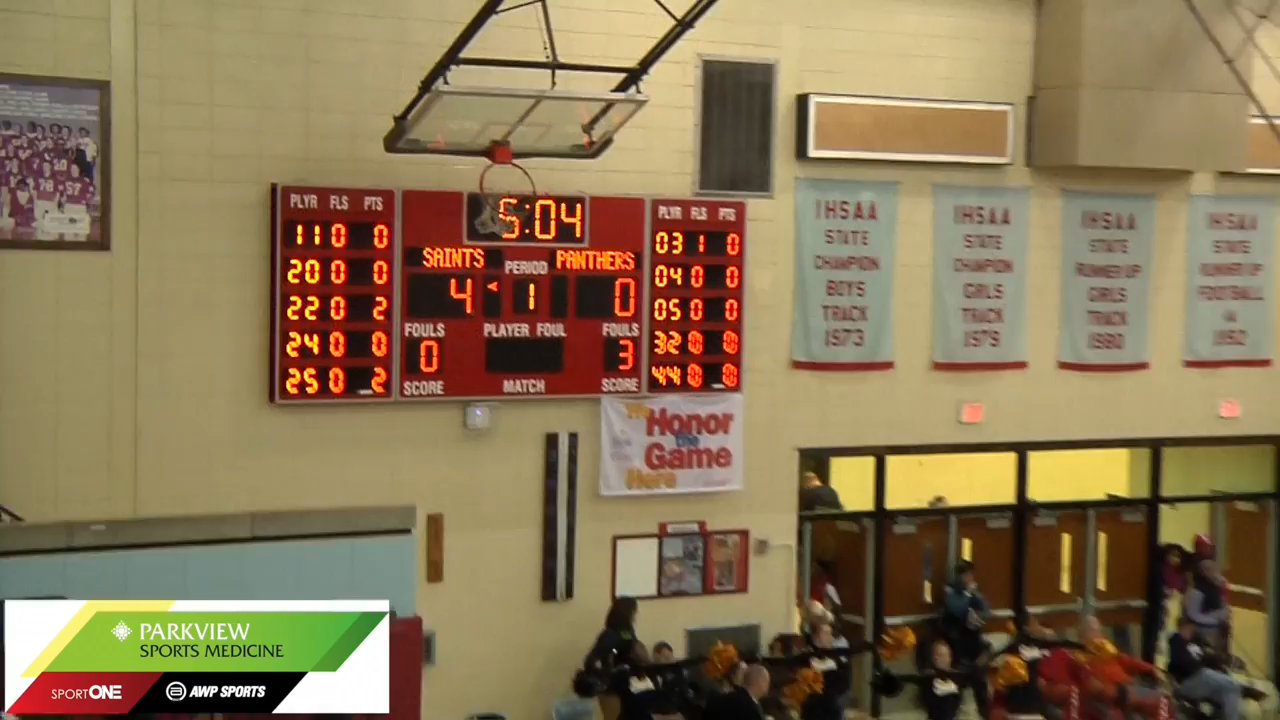 PLYR FLS PTS
11 0 0
20 0 0
22 0 2
24 0 0
25 0 2
5:04
SAINTS PERIOD PANTHERS
4 < 1 0
FOULS PLAYER FOUL FOULS
0 3
SCORE MATCH SCORE
PLYR FLS PTS
03 1 0
04 0 0
05 0 0
32 0 0
44 0 0
IHSAA
STATE
CHAMPION
BOYS
TRACK
1973
IHSAA
STATE
CHAMPION
GIRLS
TRACK
1979
IHSAA
STATE
RUNNER UP
GIRLS
TRACK
1980
IHSAA
STATE
RUNNER UP
FOOTBALL
Honor
the
Game
Here
PARKVIEW
SPORTS MEDICINE
SPORTONE
AWP SPORTS